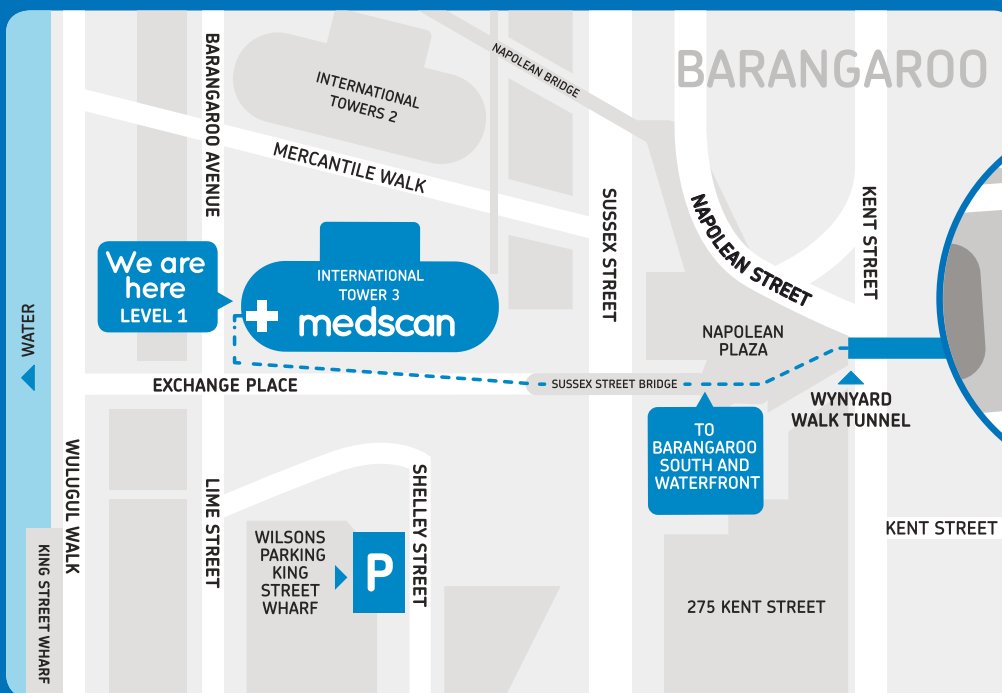 BARANGAROO
NAPOLEAN BRIDGE
BARANGAROO AVENUE
INTERNATIONAL
TOWERS 2
MERCANTILE WALK
SUSSEX STREET
NAPOLEAN STREET
KENT STREET
We are
here
LEVEL 1
INTERNATIONAL
TOWER 3
medscan
WATER
NAPOLEAN
PLAZA
EXCHANGE PLACE
SUSSEX STREET BRIDGE
WYNYARD
WALK TUNNEL
TO
BARANGAROO
SOUTH AND
WATERFRONT
WULUGUL WALK
LIME STREET
SHELLEY STREET
KENT STREET
WILSONS
PARKING
KING
STREET
WHARF
P
KING STREET WHARF
275 KENT STREET